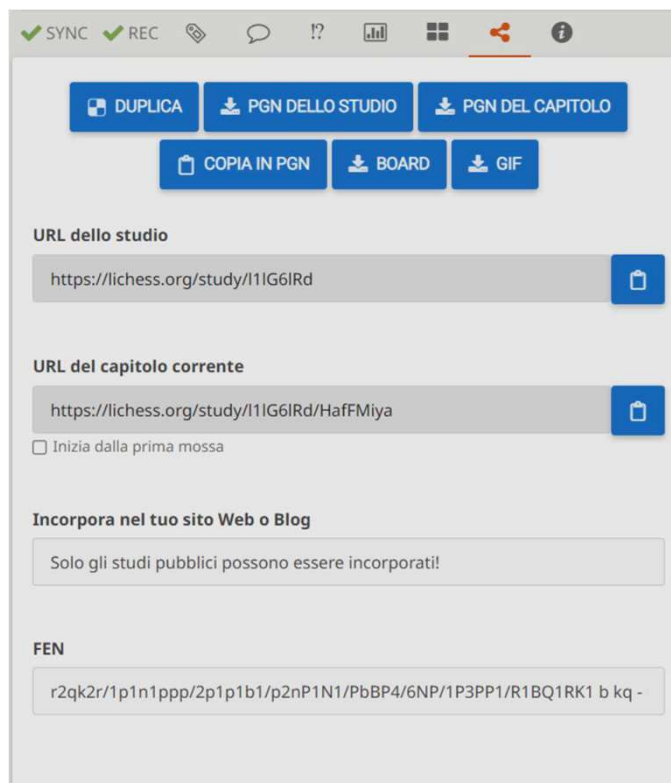 SYNC REC !?
DUPLICA PGN DELLO STUDIO PGN DEL CAPITOLO
COPIA IN PGN BOARD GIF
URL dello studio
https://lichess.org/study/l1lG6lRd
URL del capitolo corrente
https://lichess.org/study/l1lG6lRd/HafFMiya
Inizia dalla prima mossa
Incorpora nel tuo sito Web o Blog
Solo gli studi pubblici possono essere incorporati!
FEN
r2qk2r/1p1n1ppp/2p1p1b1/p2nP1N1/PbBP4/6NP/1P3PP1/R1BQ1RK1 b kq -